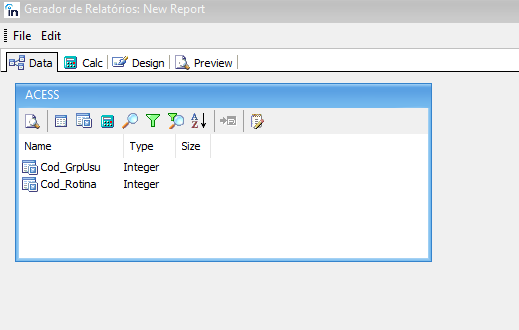 in Gerador de Relatórios: New Report
File Edit
Data Calc Design Preview
ACESS
A Z
Name Type Size
Cod_GrpUsu Integer
Cod_Rotina Integer